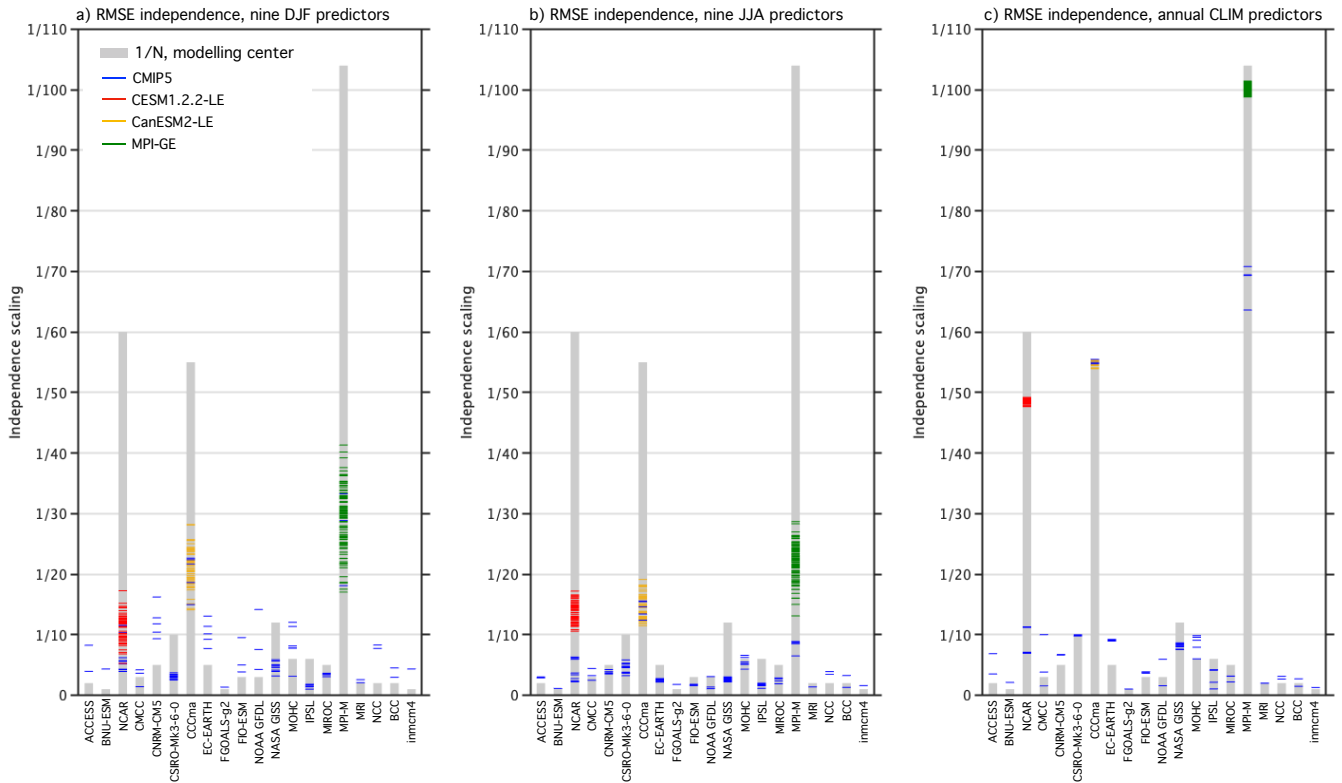 a) RMSE independence, nine DJF predictors
1/110
1/100
1/90
1/80
1/70
1/60
1/50
1/40
1/30
1/20
1/10
0
Independence scaling
1/N, modelling center
CMIP5
CESM1.2.2-LE
CanESM2-LE
MPI-GE
ACCESS
BNU-ESM
NCAR
CMCC
CNRM-CM5
CSIRO-Mk3-6-0
CCCma
EC-EARTH
FGOALS-g2
FIO-ESM
NOAA GFDL
NASA GISS
MOHC
IPSL
MIROC
MPI-M
MRI
NCC
BCC
inmcm4
b) RMSE independence, nine JJA predictors
1/110
1/100
1/90
1/80
1/70
1/60
1/50
1/40
1/30
1/20
1/10
0
Independence scaling
ACCESS
BNU-ESM
NCAR
CMCC
CNRM-CM5
CSIRO-Mk3-6-0
CCCma
EC-EARTH
FGOALS-g2
FIO-ESM
NOAA GFDL
NASA GISS
MOHC
IPSL
MIROC
MPI-M
MRI
NCC
BCC
inmcm4
c) RMSE independence, annual CLIM predictors
1/110
1/100
1/90
1/80
1/70
1/60
1/50
1/40
1/30
1/20
1/10
0
Independence scaling
ACCESS
BNU-ESM
NCAR
CMCC
CNRM-CM5
CSIRO-Mk3-6-0
CCCma
EC-EARTH
FGOALS-g2
FIO-ESM
NOAA GFDL
NASA GISS
MOHC
IPSL
MIROC
MPI-M
MRI
NCC
BCC
inmcm4